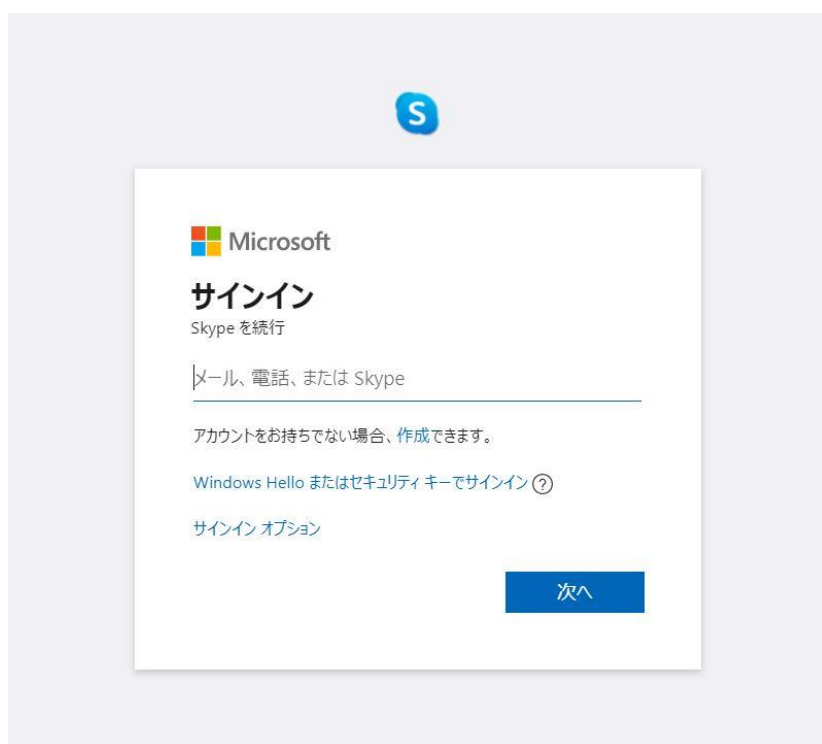 S
Microsoft
サインイン
Skype を続行
メール、電話、または Skype
アカウントをお持ちでない場合、作成できます。
Windows Hello またはセキュリティ キーでサインイン ?
サインイン オプション
次へ